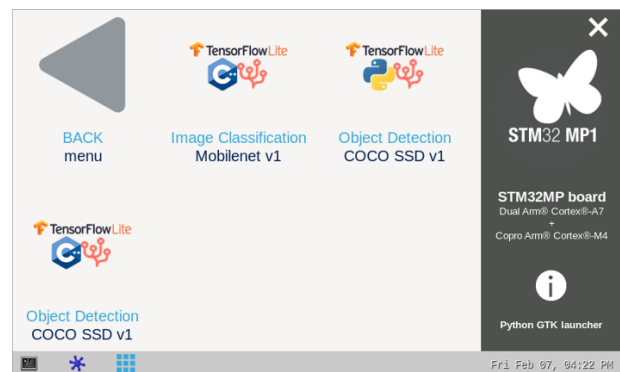 TensorFlowLite
TensorFlowLite
BACK
menu
Image Classification
Mobilenet v1
Object Detection
COCO SSD v1
TensorFlowLite
Object Detection
COCO SSD v1
STM32 MP1
STM32MP board
Dual Arm® Cortex®-A7
+
Copro Arm® Cortex®-M4
i
Python GTK launcher
Fri Feb 07, 04:22 PM